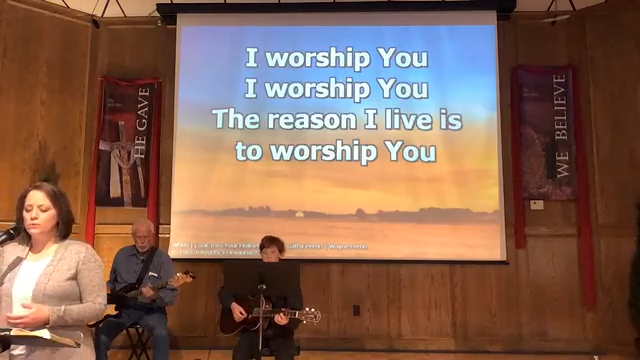 I worship You
I worship You
The reason I live is
to worship You
HE GAVE
WE BELIEVE